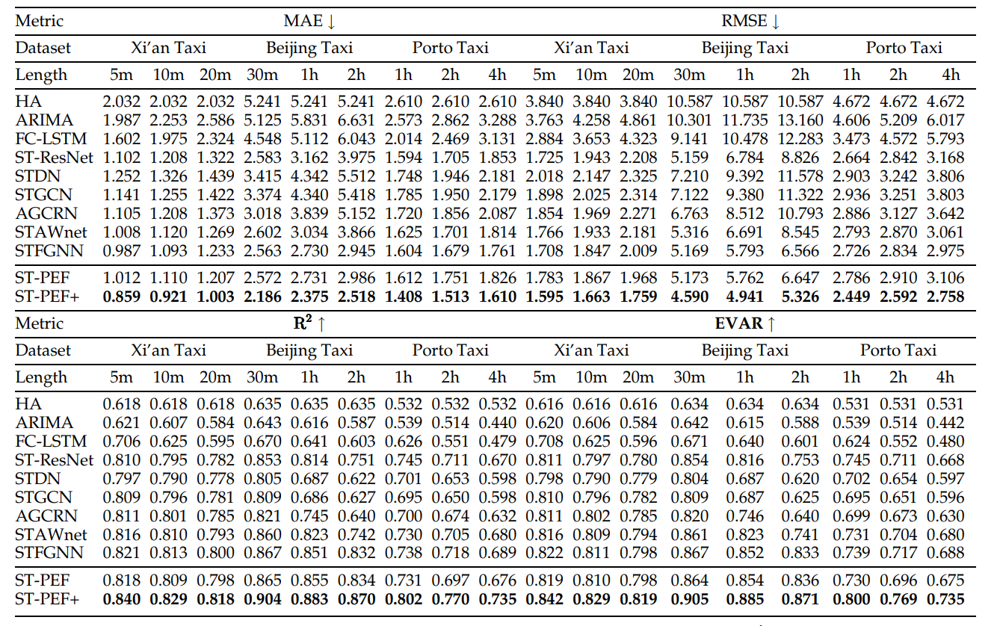 Metric MAE ↓ RMSE ↓
Dataset Xi'an Taxi Beijing Taxi Porto Taxi Xi'an Taxi Beijing Taxi Porto Taxi
Length 5m 10m 20m 30m 1h 2h 1h 2h 4h 5m 10m 20m 30m 1h 2h 1h 2h 4h
HA 2.032 2.032 2.032 5.241 5.241 5.241 2.610 2.610 2.610 3.840 3.840 3.840 10.587 10.587 10.587 4.672 4.672 4.672
ARIMA 1.987 2.253 2.586 5.125 5.831 6.631 2.573 2.862 3.288 3.763 4.258 4.861 10.301 11.735 13.160 4.606 5.209 6.017
FC-LSTM 1.602 1.975 2.324 4.548 5.112 6.043 2.014 2.469 3.131 2.884 3.653 4.323 9.141 10.478 12.283 3.473 4.572 5.793
ST-ResNet 1.102 1.208 1.322 2.583 3.162 3.975 1.594 1.705 1.853 1.725 1.943 2.208 5.159 6.784 8.826 2.664 2.842 3.168
STDN 1.252 1.326 1.439 3.415 4.342 5.512 1.748 1.946 2.181 2.018 2.147 2.325 7.210 9.392 11.578 2.903 3.242 3.806
STGCN 1.141 1.255 1.422 3.374 4.340 5.418 1.785 1.950 2.179 1.898 2.025 2.314 7.122 9.380 11.322 2.936 3.251 3.803
AGCRN 1.105 1.208 1.373 3.018 3.839 5.152 1.720 1.856 2.087 1.854 1.969 2.271 6.763 8.512 10.793 2.886 3.127 3.642
STAWnet 1.008 1.120 1.269 2.602 3.034 3.866 1.625 1.701 1.814 1.766 1.933 2.181 5.316 6.691 8.545 2.793 2.870 3.061
STFGNN 0.987 1.093 1.233 2.563 2.730 2.945 1.604 1.679 1.761 1.708 1.847 2.009 5.169 5.793 6.566 2.726 2.834 2.975
ST-PEF 1.012 1.110 1.207 2.572 2.731 2.986 1.612 1.751 1.826 1.783 1.867 1.968 5.173 5.762 6.647 2.786 2.910 3.106
ST-PEF+ 0.859 0.921 1.003 2.186 2.375 2.518 1.408 1.513 1.610 1.595 1.663 1.759 4.590 4.941 5.326 2.449 2.592 2.758
Metric R² ↑ EVAR ↑
Dataset Xi'an Taxi Beijing Taxi Porto Taxi Xi'an Taxi Beijing Taxi Porto Taxi
Length 5m 10m 20m 30m 1h 2h 1h 2h 4h 5m 10m 20m 30m 1h 2h 1h 2h 4h
HA 0.618 0.618 0.618 0.635 0.635 0.635 0.532 0.532 0.532 0.616 0.616 0.616 0.634 0.634 0.634 0.531 0.531 0.531
ARIMA 0.621 0.607 0.584 0.643 0.616 0.587 0.539 0.514 0.440 0.620 0.606 0.584 0.642 0.615 0.588 0.539 0.514 0.442
FC-LSTM 0.706 0.625 0.595 0.670 0.641 0.603 0.626 0.551 0.479 0.708 0.625 0.596 0.671 0.640 0.601 0.624 0.552 0.480
ST-ResNet 0.810 0.795 0.782 0.853 0.814 0.751 0.745 0.711 0.670 0.811 0.797 0.780 0.854 0.816 0.753 0.745 0.711 0.668
STDN 0.797 0.790 0.778 0.805 0.687 0.622 0.701 0.653 0.598 0.798 0.790 0.779 0.804 0.687 0.620 0.702 0.654 0.597
STGCN 0.809 0.796 0.781 0.809 0.686 0.627 0.695 0.650 0.598 0.810 0.796 0.782 0.809 0.687 0.625 0.695 0.651 0.596
AGCRN 0.811 0.801 0.785 0.821 0.745 0.640 0.700 0.674 0.632 0.811 0.802 0.785 0.820 0.746 0.640 0.699 0.673 0.630
STAWnet 0.816 0.810 0.793 0.860 0.823 0.742 0.730 0.705 0.680 0.816 0.809 0.794 0.861 0.823 0.741 0.731 0.704 0.680
STFGNN 0.821 0.813 0.800 0.867 0.851 0.832 0.738 0.718 0.689 0.822 0.811 0.798 0.867 0.852 0.833 0.739 0.717 0.688
ST-PEF 0.818 0.809 0.798 0.865 0.855 0.834 0.731 0.697 0.676 0.819 0.810 0.798 0.864 0.854 0.836 0.730 0.696 0.675
ST-PEF+ 0.840 0.829 0.818 0.904 0.883 0.870 0.802 0.770 0.735 0.842 0.829 0.819 0.905 0.885 0.871 0.800 0.769 0.735